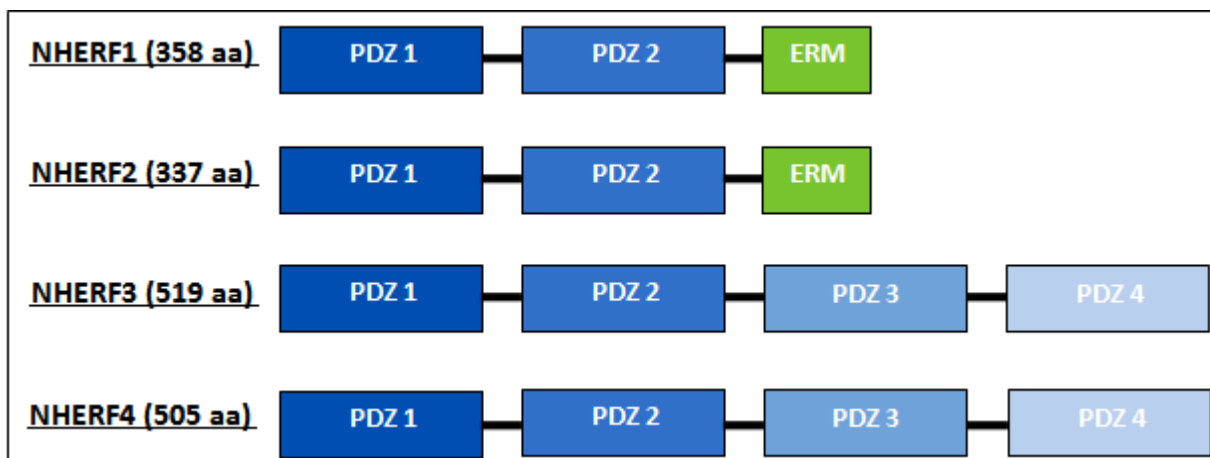 NHERF1 (358 aa) PDZ 1 PDZ 2 ERM
NHERF2 (337 aa) PDZ 1 PDZ 2 ERM
NHERF3 (519 aa) PDZ 1 PDZ 2 PDZ 3 PDZ 4
NHERF4 (505 aa) PDZ 1 PDZ 2 PDZ 3 PDZ 4